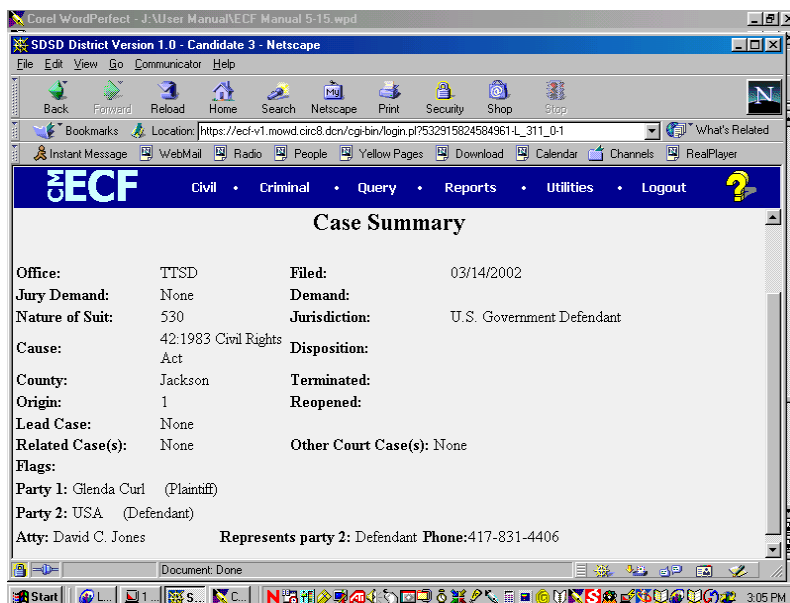 Corel WordPerfect - J:\User Manual\ECF Manual 5-15.wpd
SDSD District Version 1.0 - Candidate 3 - Netscape
File Edit View Go Communicator Help
My
N
Back Forward Reload Home Search Netscape Print Security Shop Stop
Bookmarks Location: https://ecf-v1.mowd.circ8.dcn/cgi-bin/login.pl?532915824584961-L_311_0-1 What's Related
Instant Message WebMail Radio People Yellow Pages Download Calendar Channels RealPlayer
CM ECF Civil • Criminal • Query • Reports • Utilities • Logout ?
Case Summary
Office: TTSD Filed: 03/14/2002
Jury Demand: None Demand:
Nature of Suit: 530 Jurisdiction: U.S. Government Defendant
Cause: 42:1983 Civil Rights Act Disposition:
County: Jackson Terminated:
Origin: 1 Reopened:
Lead Case: None
Related Case(s): None Other Court Case(s): None
Flags:
Party 1: Glenda Curl (Plaintiff)
Party 2: USA (Defendant)
Atty: David C. Jones Represents party 2: Defendant Phone:417-831-4406
Document: Done
Start L... 1... S... C... 3:05 PM